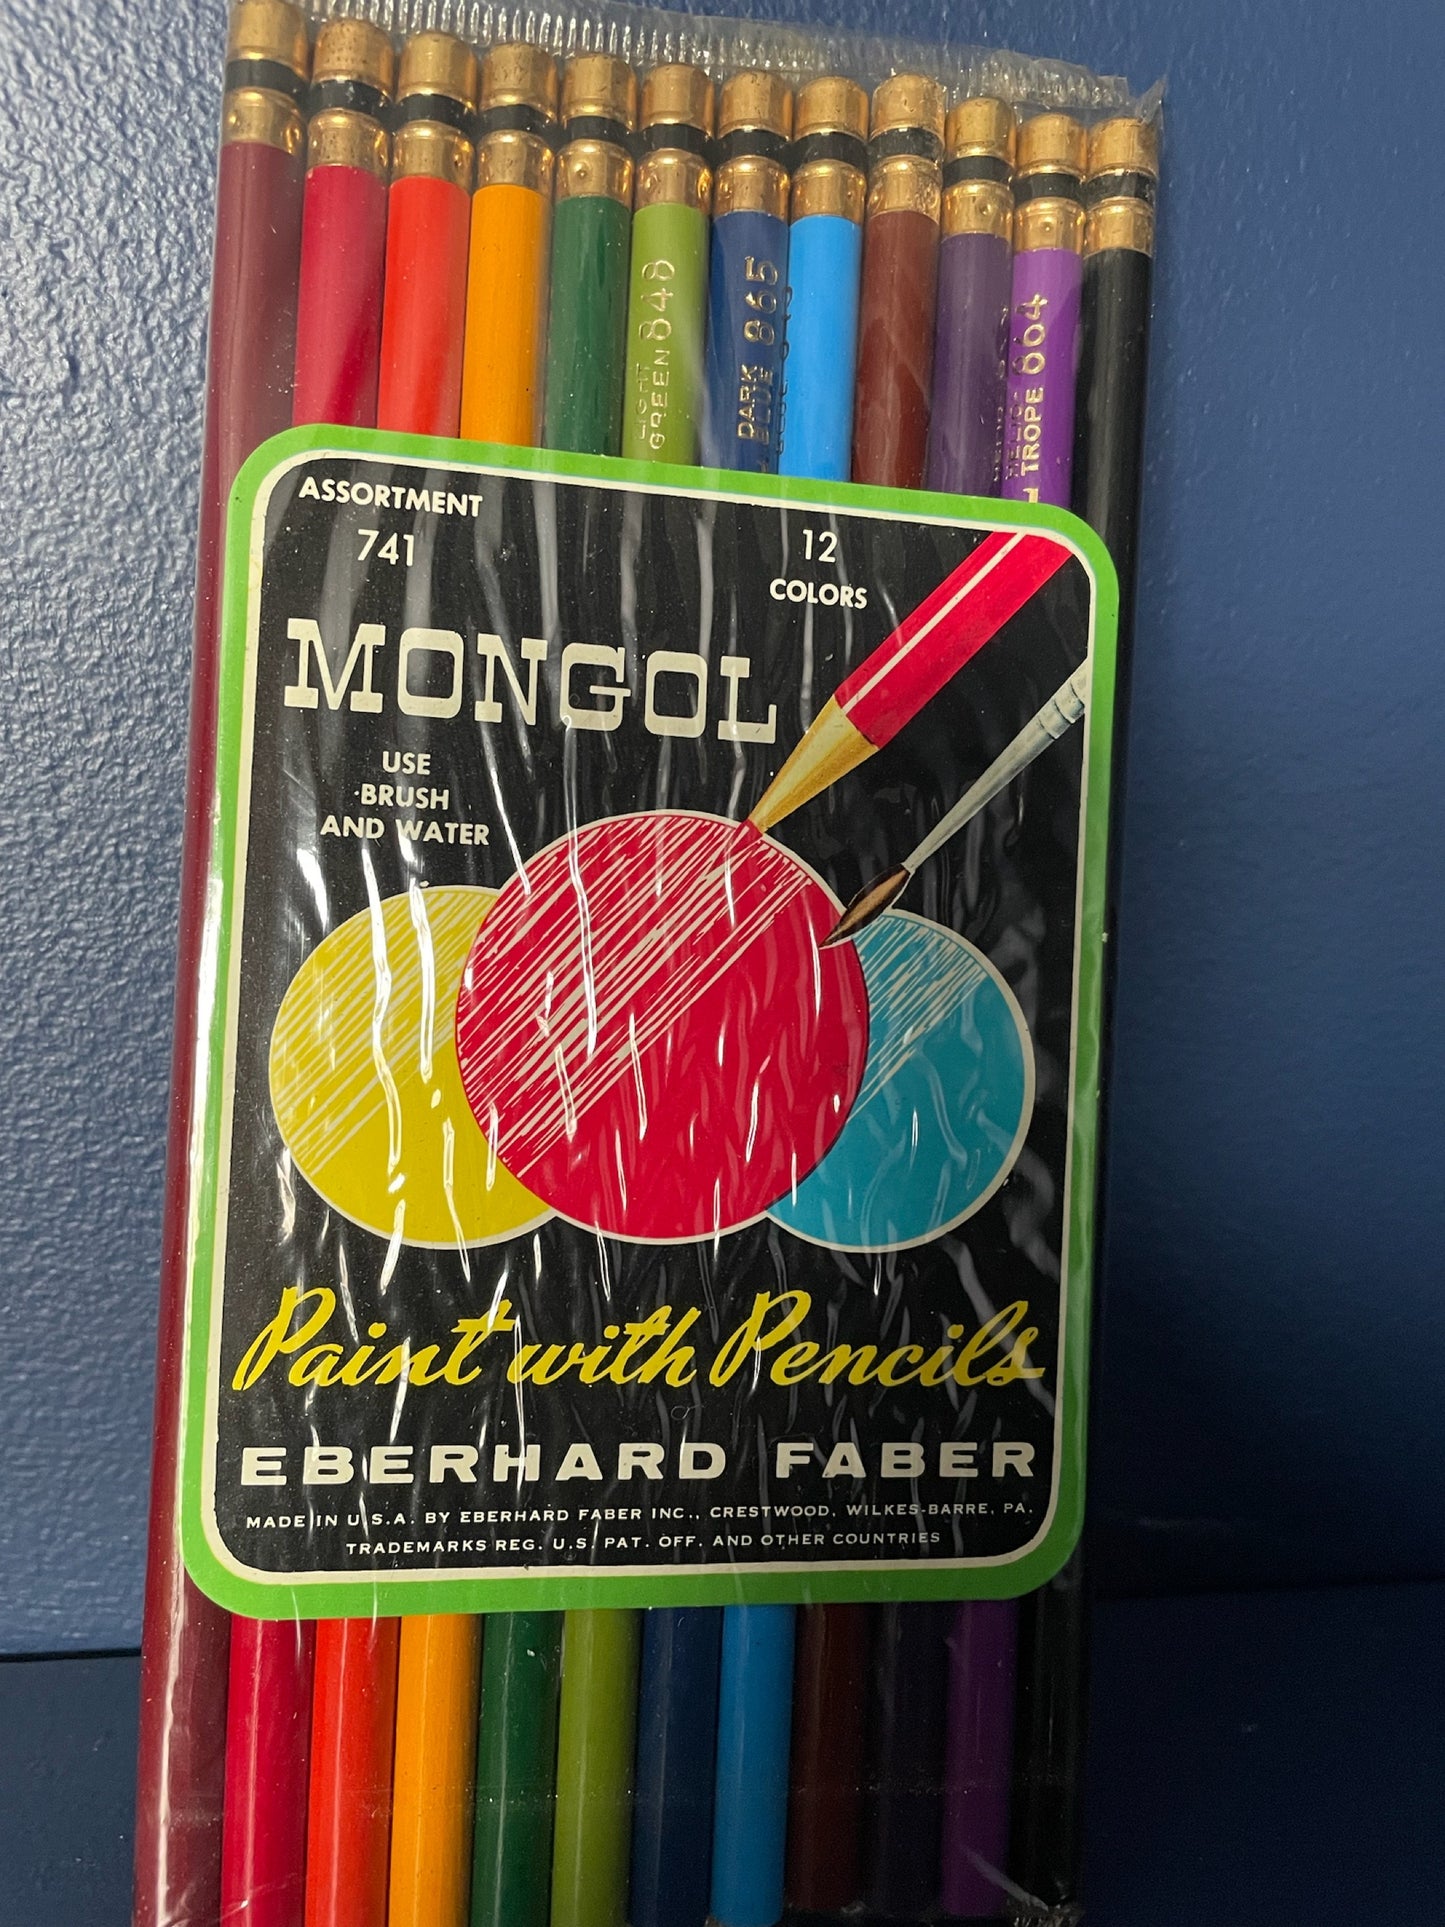 LIGHT
GREEN 848
DARK
BLUE 865
HELIO-
TROPE 864
ASSORTMENT
741
12
COLORS
MONGOL
USE
BRUSH
AND WATER
Paint with Pencils
EBERHARD FABER
MADE IN U.S.A. BY EBERHARD FABER INC., CRESTWOOD, WILKES-BARRE, PA.
TRADEMARKS REG. U.S. PAT. OFF. AND OTHER COUNTRIES